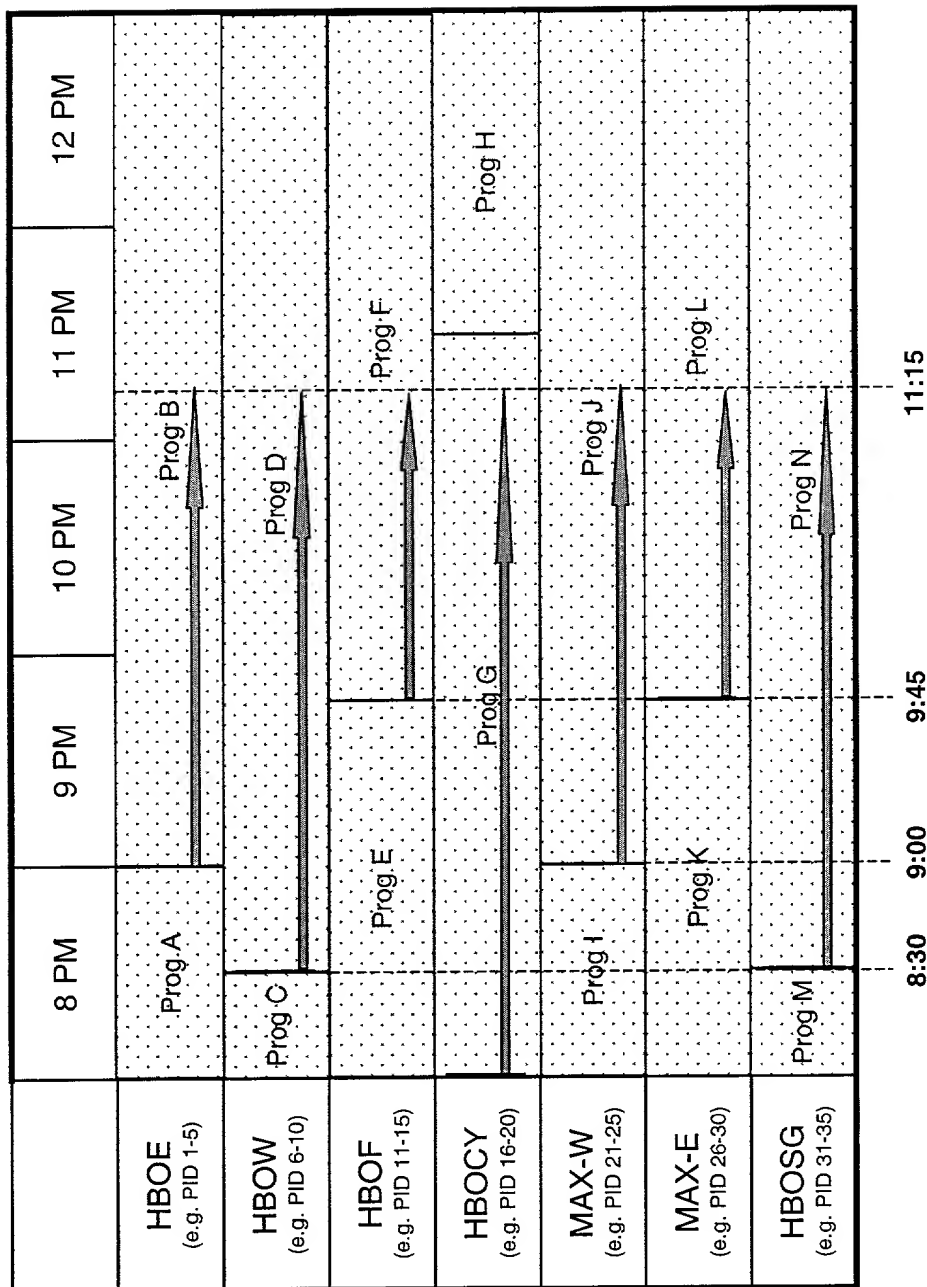 8 PM
9 PM
10 PM
11 PM
12 PM
HBOE
(e.g. PID 1-5)
Prog A
Prog B
HBOW
(e.g. PID 6-10)
Prog C
Prog D
HBOF
(e.g. PID 11-15)
Prog E
Prog F
HBOCY
(e.g. PID 16-20)
Prog G
Prog H
MAX-W
(e.g. PID 21-25)
Prog I
Prog J
MAX-E
(e.g. PID 26-30)
Prog K
Prog L
HBOSG
(e.g. PID 31-35)
Prog M
Prog N
8:30
9:00
9:45
11:15